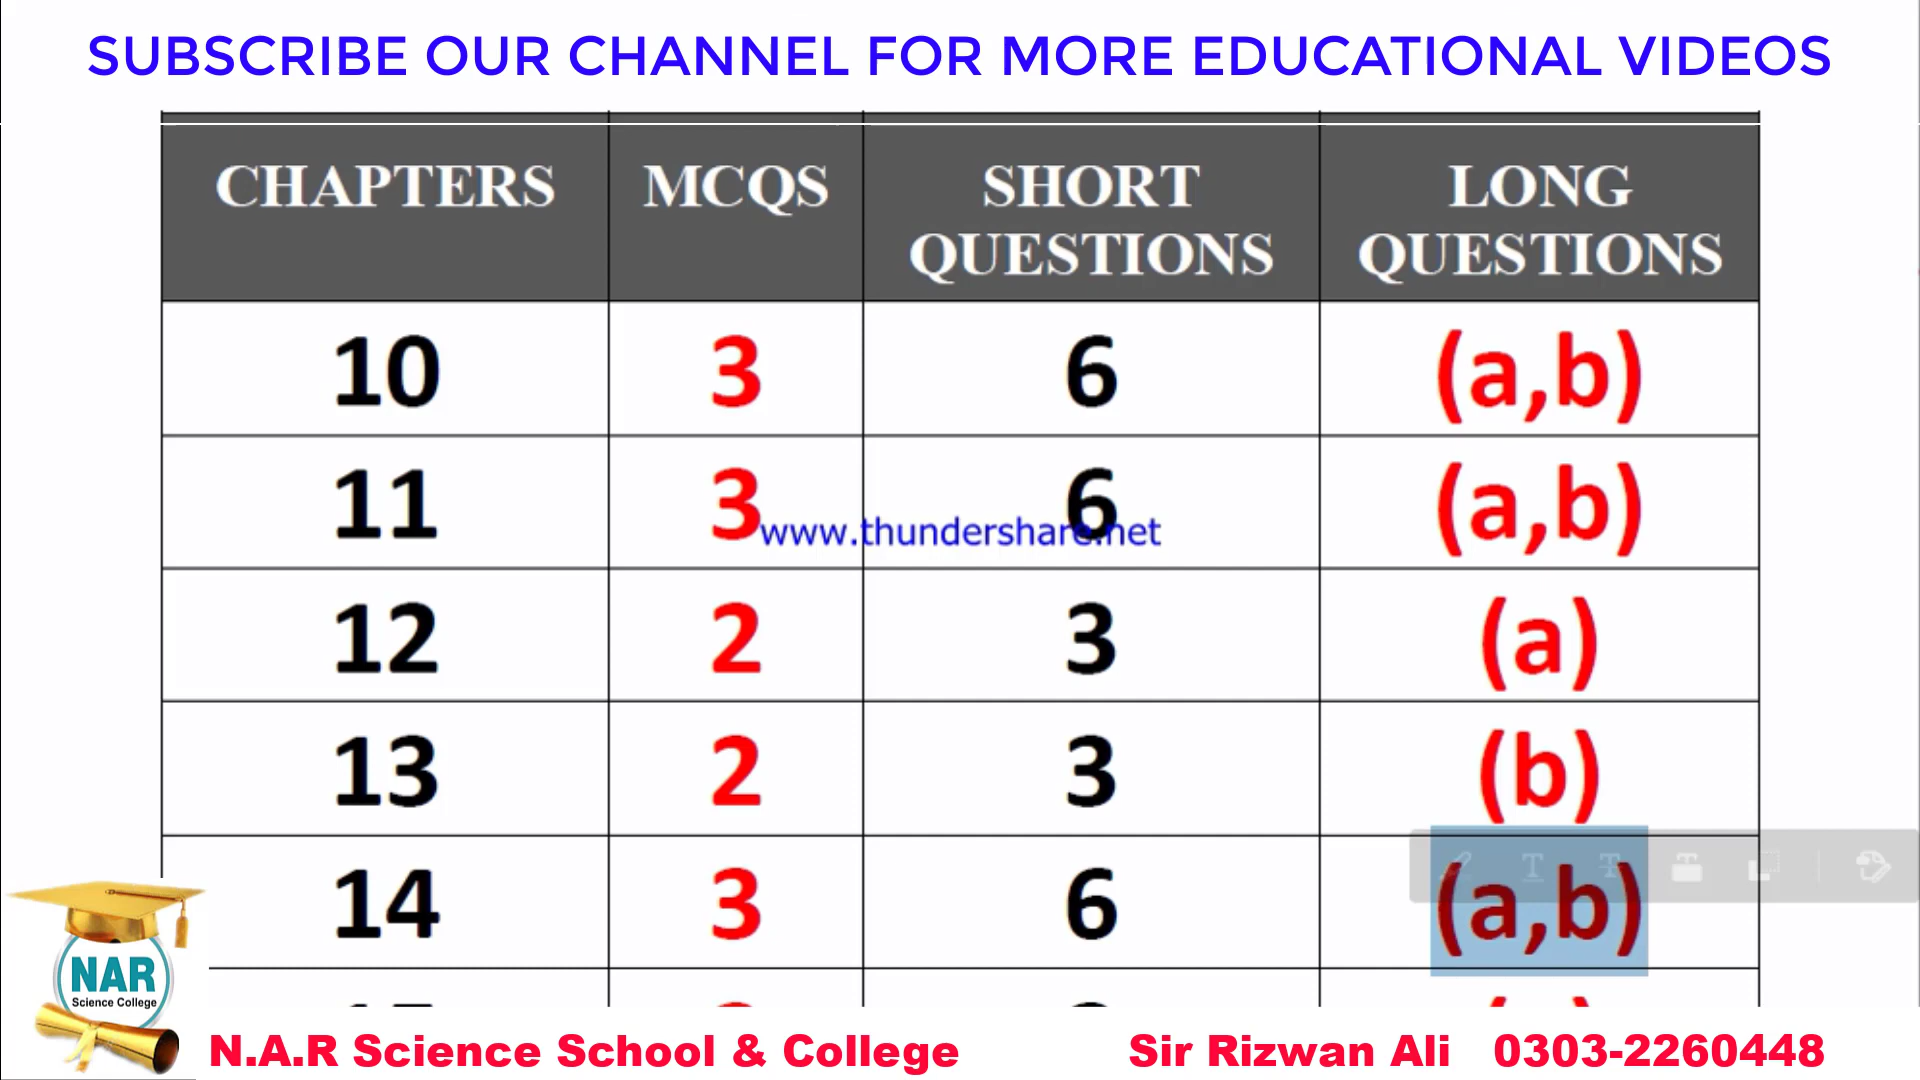 SUBSCRIBE OUR CHANNEL FOR MORE EDUCATIONAL VIDEOS
CHAPTERS MCQS SHORT QUESTIONS LONG QUESTIONS
10 3 6 (a,b)
11 3 6 (a,b)
www.thundershare.net
12 2 3 (a)
13 2 3 (b)
14 3 6 (a,b)
NAR
Science College
N.A.R Science School & College Sir Rizwan Ali 0303-2260448